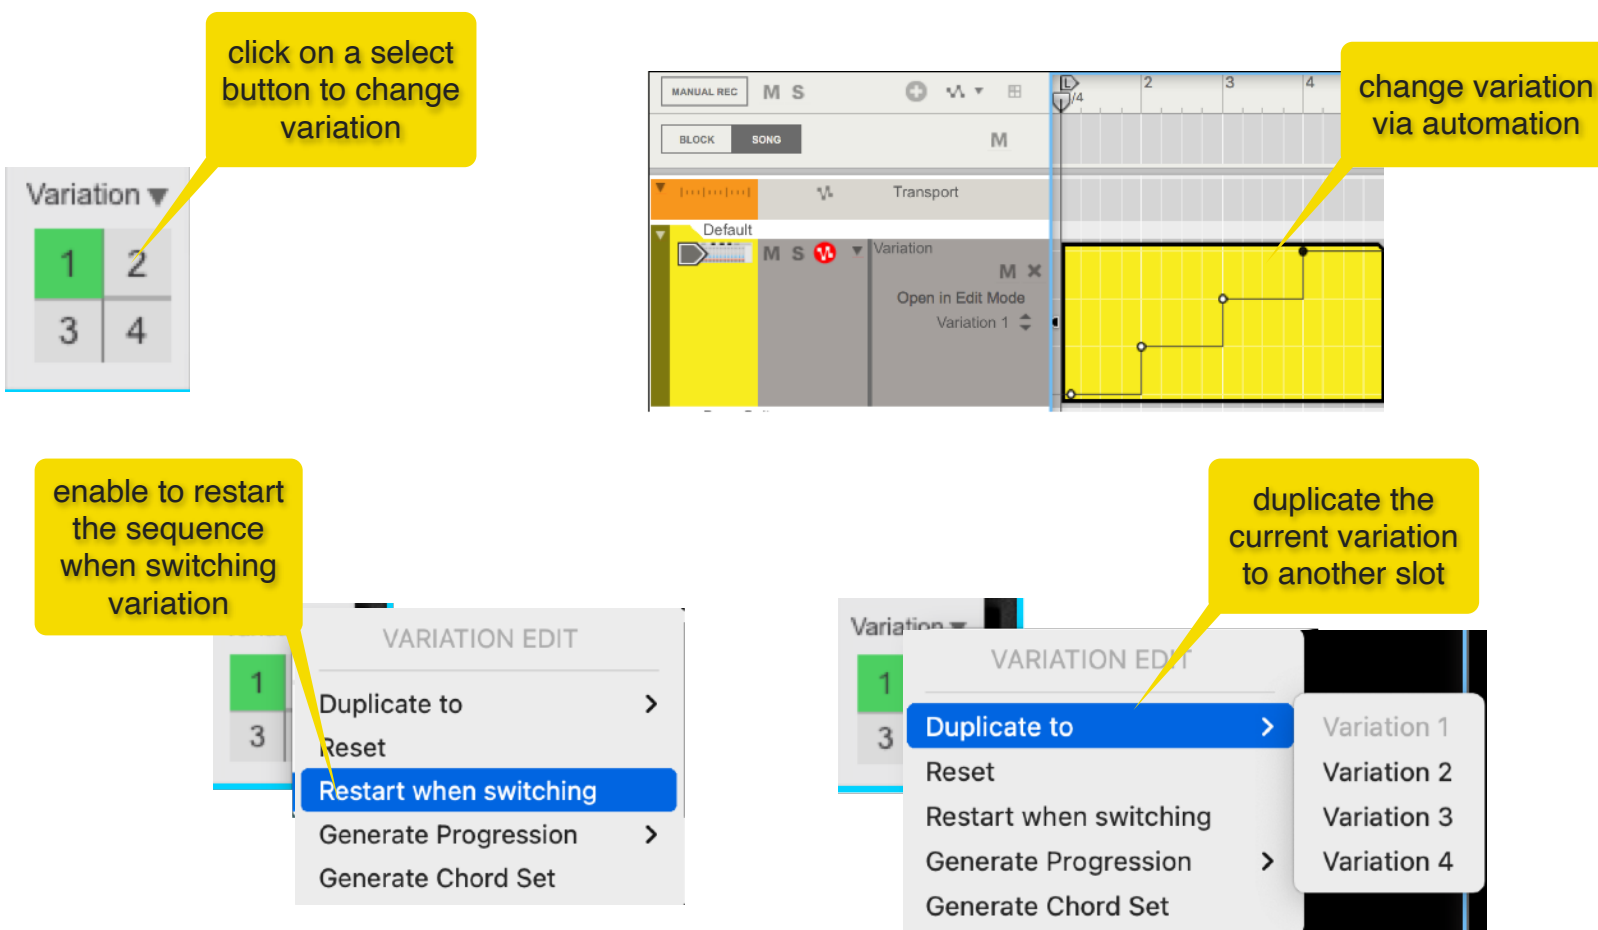 click on a select
button to change
variation
Variation
1 2
3 4
MANUAL REC M S
BLOCK SONG M
L 2 3 4
/4
Transport
Default
M S
Variation
M
Open in Edit Mode
Variation 1
change variation
via automation
enable to restart
the sequence
when switching
variation
1
3
VARIATION EDIT
Duplicate to
Reset
Restart when switching
Generate Progression
Generate Chord Set
duplicate the
current variation
to another slot
Variation
1
3
VARIATION EDIT
Duplicate to
Reset
Restart when switching
Generate Progression
Generate Chord Set
Variation 1
Variation 2
Variation 3
Variation 4